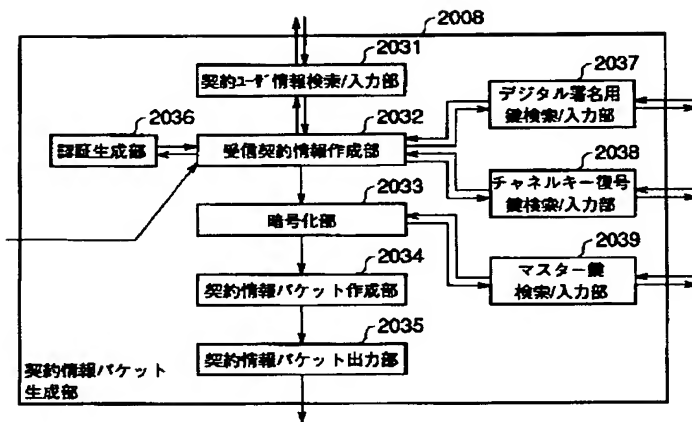 2008
2031
契約ユーザ情報検索/入力部
2037
デジタル署名用
鍵検索/入力部
2036
認証生成部
2032
受信契約情報作成部
2038
チャネルキー復号
鍵検索/入力部
2033
暗号化部
2039
マスター鍵
検索/入力部
2034
契約情報パケット作成部
2035
契約情報パケット出力部
契約情報パケット
生成部